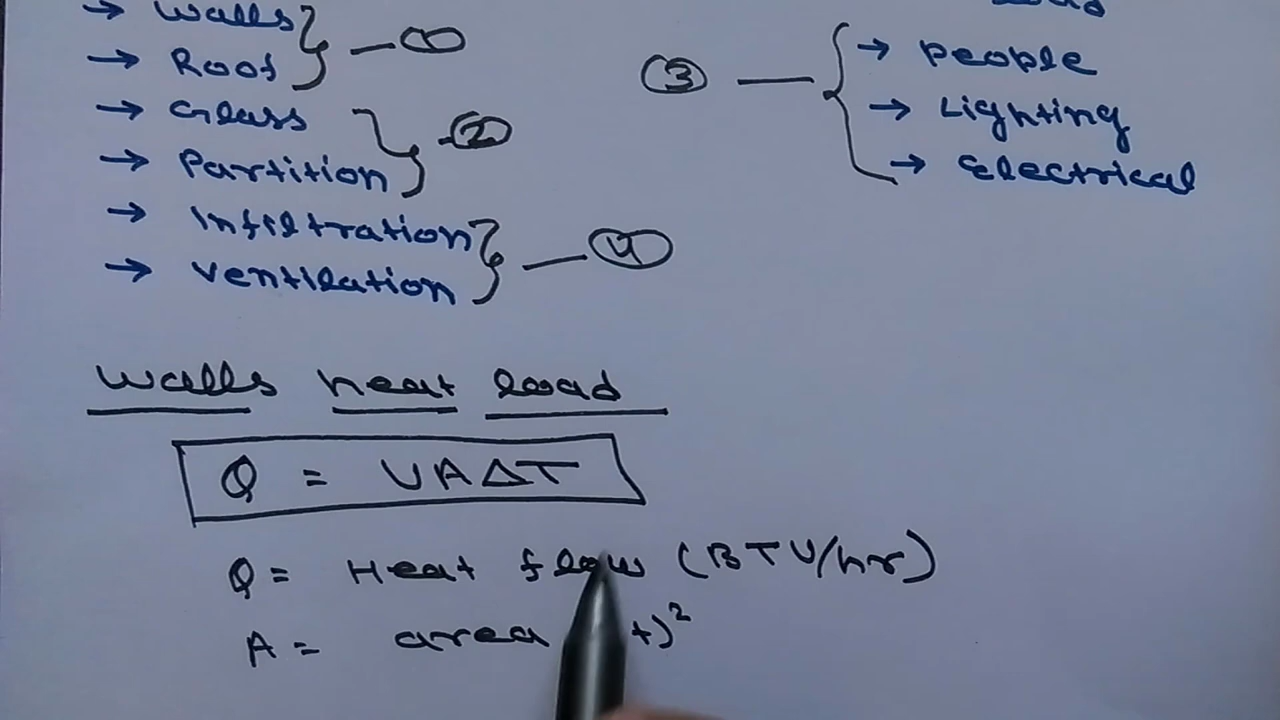 → Walls
→ Roof
— 1
→ Glass
→ Partition
— 2
→ Infiltration
→ Ventilation
— 4
3 —
→ People
→ Lighting
→ Electrical
Walls heat load
Q = UAΔT
Q = Heat flow (BTU/hr)
A = area t)²